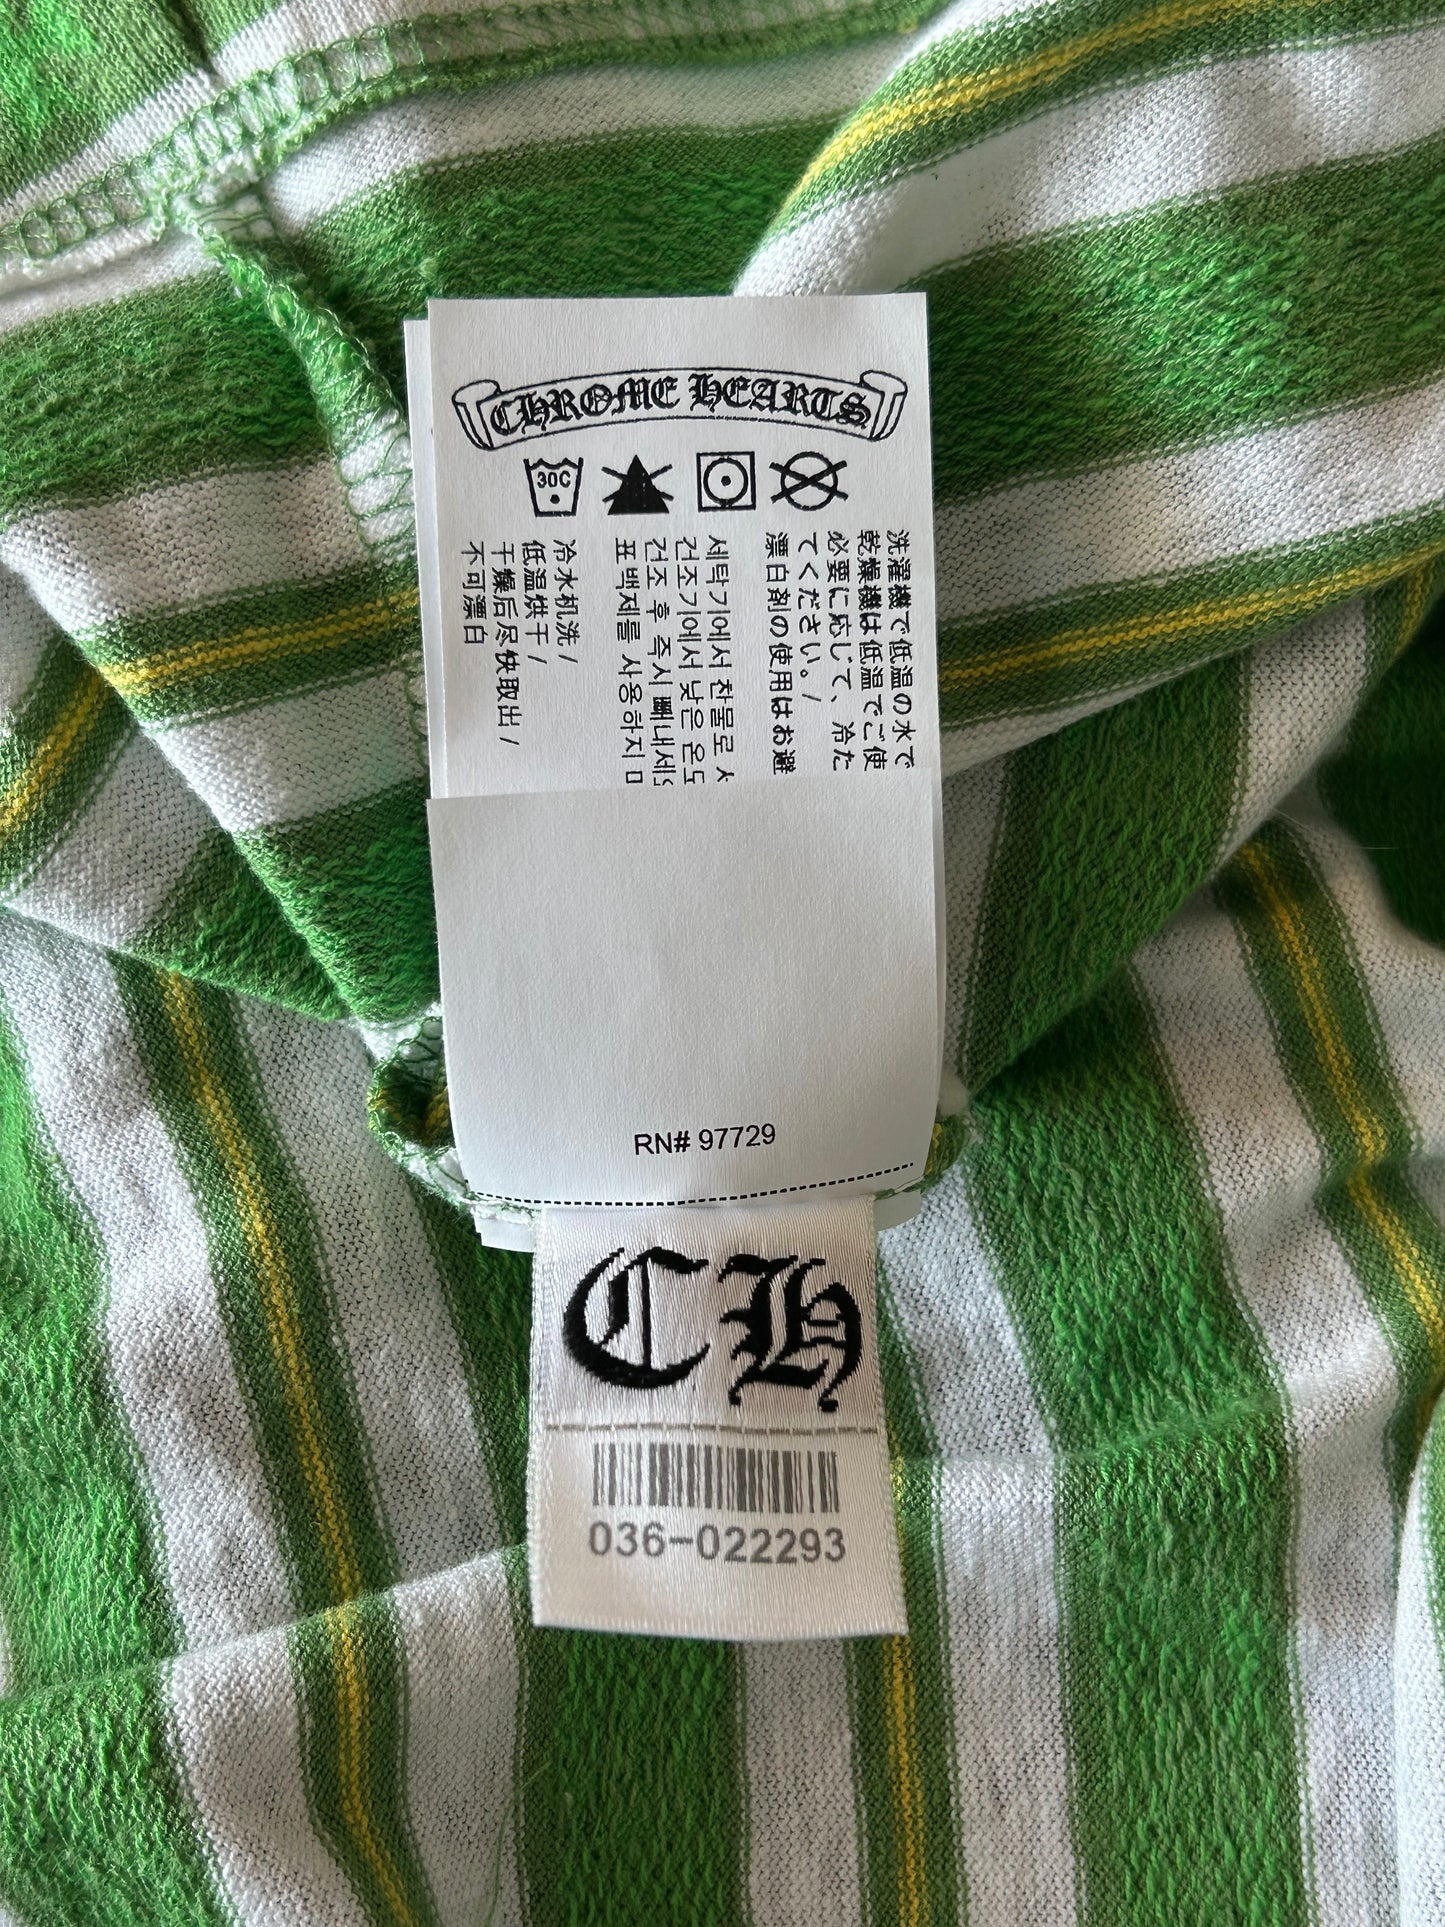 CHROME HEARTS
30C
洗濯機で低温の水で
乾燥機は低温でご使
必要に応じて、冷た
てください。/
漂白剤の使用はお避
세탁기에서 찬물로
건조기에서 낮은 온도
건조 후 즉시 빼내세
표백제를 사용하지
冷水机洗/
低温烘干/
干燥后尽快取出/
不可漂白
RN# 97729
CH
036-022293